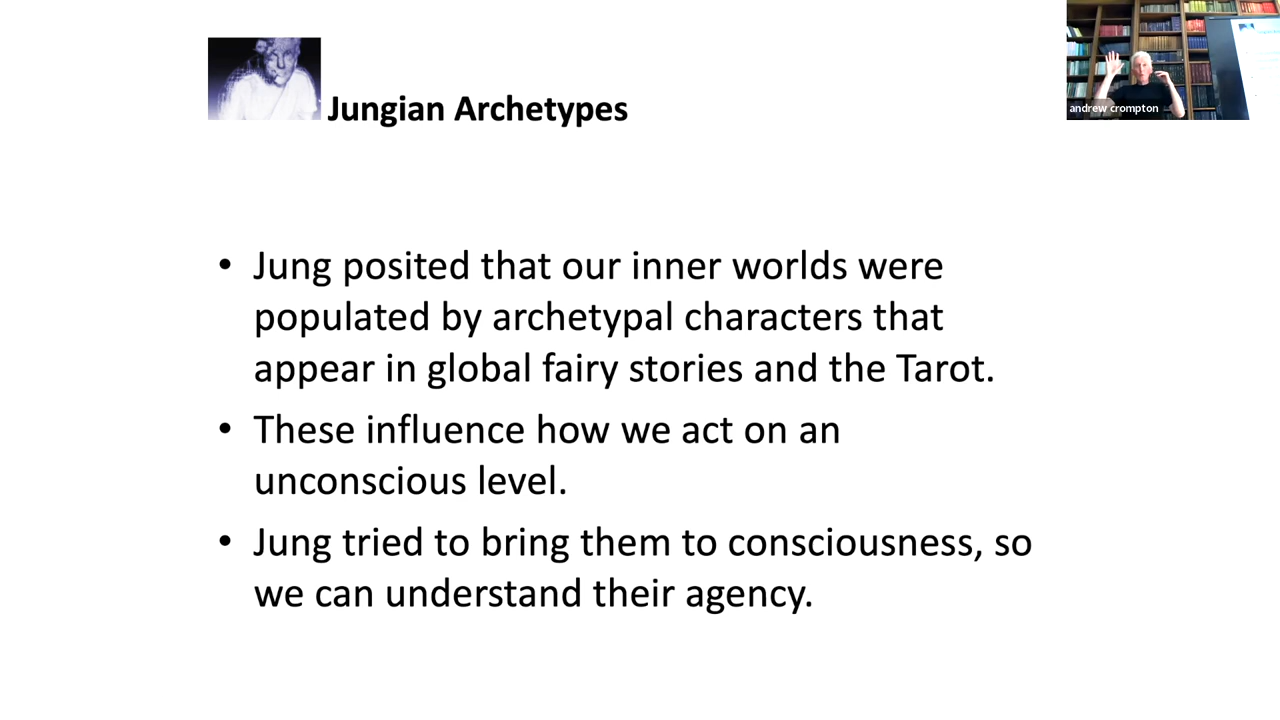 Jungian Archetypes
andrew crompton
• Jung posited that our inner worlds were
populated by archetypal characters that
appear in global fairy stories and the Tarot.
• These influence how we act on an
unconscious level.
• Jung tried to bring them to consciousness, so
we can understand their agency.